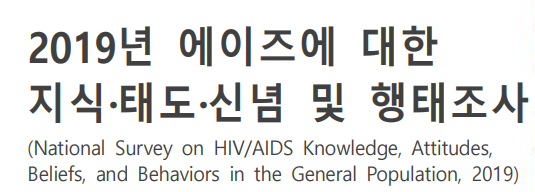 2019년 에이즈에 대한
지식·태도·신념 및 행태조사
(National Survey on HIV/AIDS Knowledge, Attitudes,
Beliefs, and Behaviors in the General Population, 2019)